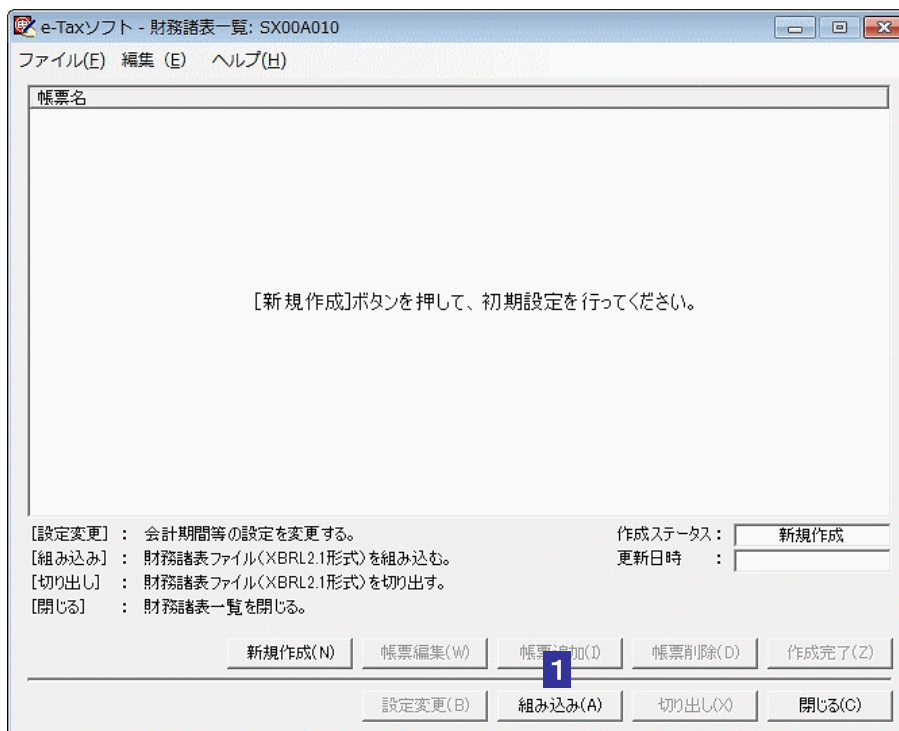 e-Taxソフト - 財務諸表一覧: SX00A010
ファイル(F) 編集(E) ヘルプ(H)
帳票名
[新規作成]ボタンを押して、初期設定を行ってください。
[設定変更] : 会計期間等の設定を変更する。
[組み込み] : 財務諸表ファイル(XBRL2.1形式)を組み込む。
[切り出し] : 財務諸表ファイル(XBRL2.1形式)を切り出す。
[閉じる] : 財務諸表一覧を閉じる。
作成ステータス: 新規作成
更新日時 :
新規作成(N) 帳票編集(W) 帳票追加(I) 帳票削除(D) 作成完了(Z)
1
設定変更(B) 組み込み(A) 切り出し(X) 閉じる(C)